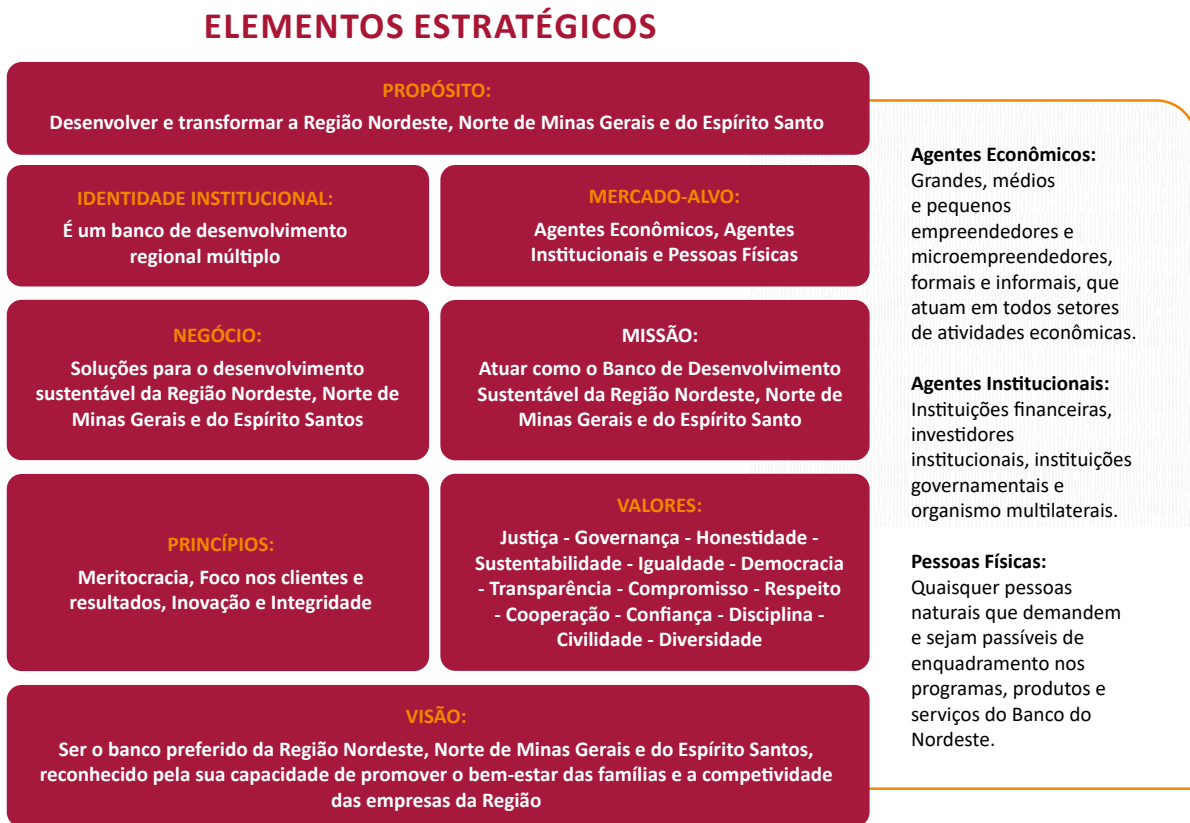 ELEMENTOS ESTRATÉGICOS
PROPÓSITO:
Desenvolver e transformar a Região Nordeste, Norte de Minas Gerais e do Espírito Santo
IDENTIDADE INSTITUCIONAL:
É um banco de desenvolvimento
regional múltiplo
MERCADO-ALVO:
Agentes Econômicos, Agentes
Institucionais e Pessoas Físicas
NEGÓCIO:
Soluções para o desenvolvimento
sustentável da Região Nordeste, Norte de
Minas Gerais e do Espírito Santos
MISSÃO:
Atuar como o Banco de Desenvolvimento
Sustentável da Região Nordeste, Norte de
Minas Gerais e do Espírito Santo
PRINCÍPIOS:
Meritocracia, Foco nos clientes e
resultados, Inovação e Integridade
VALORES:
Justiça - Governança - Honestidade -
Sustentabilidade - Igualdade - Democracia
- Transparência - Compromisso - Respeito
- Cooperação - Confiança - Disciplina -
Civilidade - Diversidade
VISÃO:
Ser o banco preferido da Região Nordeste, Norte de Minas Gerais e do Espírito Santos,
reconhecido pela sua capacidade de promover o bem-estar das famílias e a competividade
das empresas da Região
Agentes Econômicos:
Grandes, médios
e pequenos
empreendedores e
microempreendedores,
formais e informais, que
atuam em todos setores
de atividades econômicas.
Agentes Institucionais:
Instituições financeiras,
investidores
institucionais, instituições
governamentais e
organismo multilaterais.
Pessoas Físicas:
Quaisquer pessoas
naturais que demandem
e sejam passíveis de
enquadramento nos
programas, produtos e
serviços do Banco do
Nordeste.